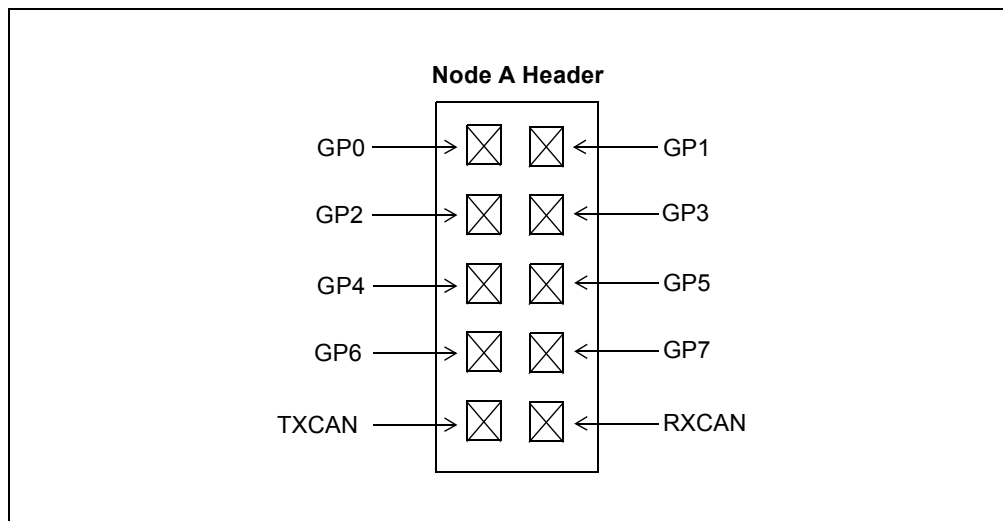 Node A Header
GP0 GP1
GP2 GP3
GP4 GP5
GP6 GP7
TXCAN RXCAN